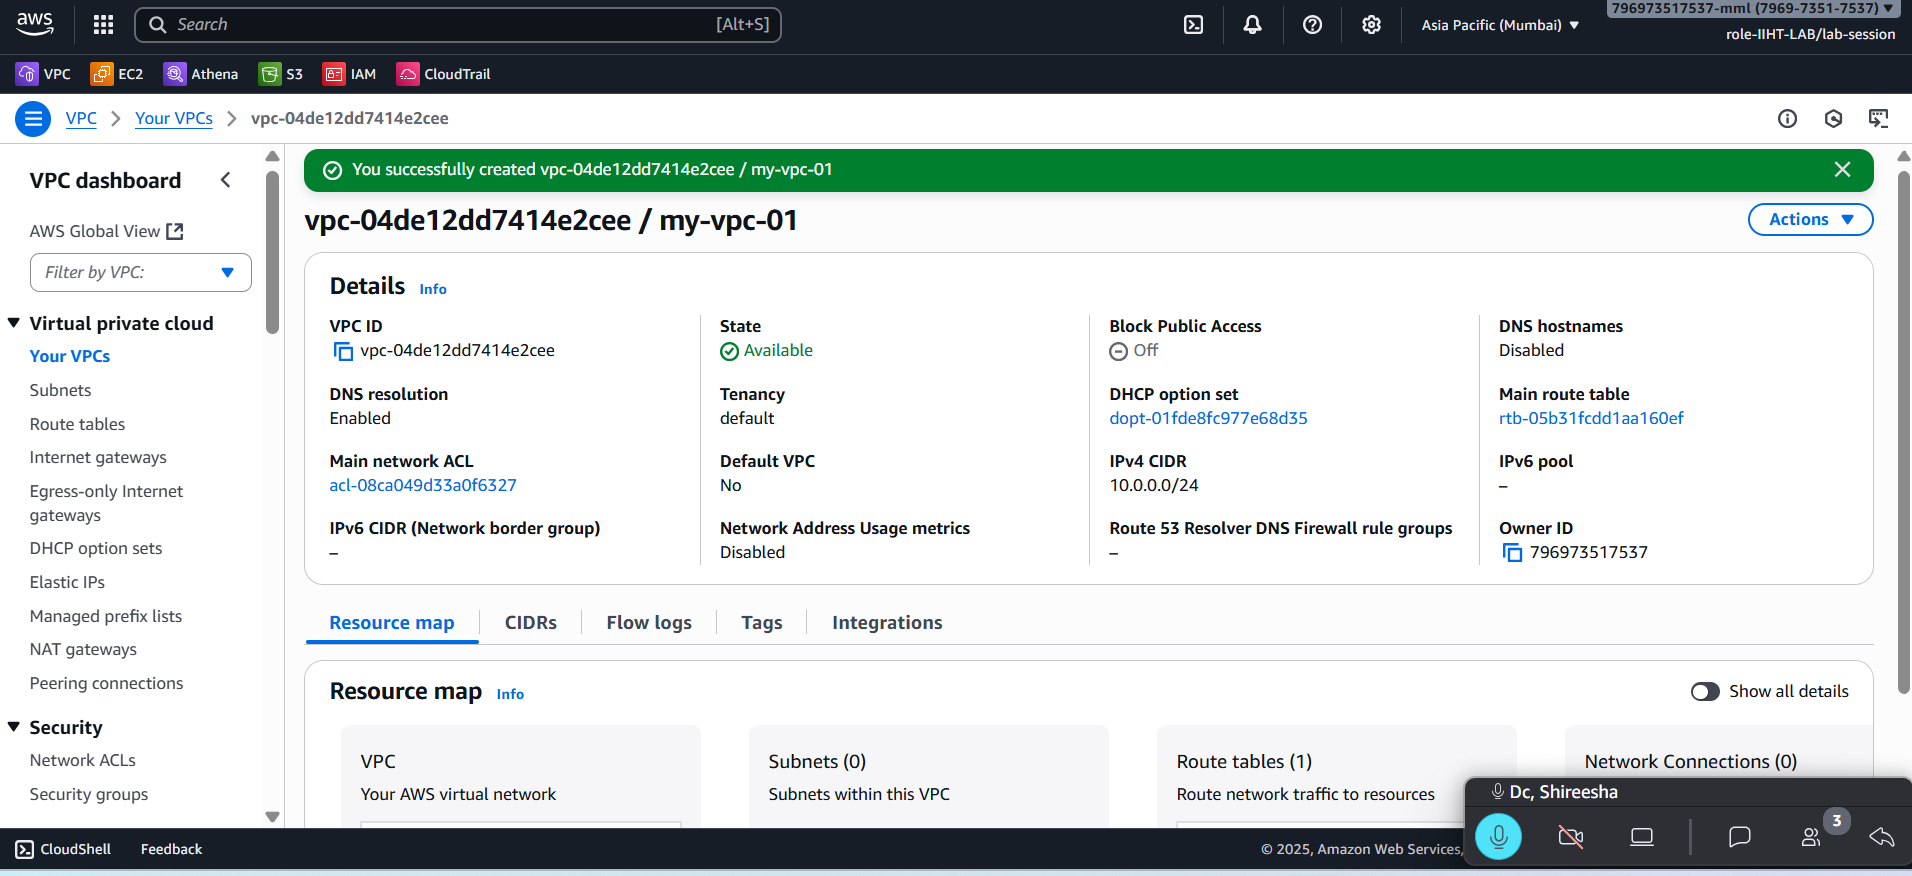 aws
Search [Alt+S]
Asia Pacific (Mumbai) ▼
796973517537-mml (7969-7351-7537) ▼
role-IIHT-LAB/lab-session
VPC EC2 Athena S3 IAM CloudTrail
VPC > Your VPCs > vpc-04de12dd7414e2cee
VPC dashboard
AWS Global View
Filter by VPC:
Virtual private cloud
Your VPCs
Subnets
Route tables
Internet gateways
Egress-only Internet
gateways
DHCP option sets
Elastic IPs
Managed prefix lists
NAT gateways
Peering connections
Security
Network ACLs
Security groups
You successfully created vpc-04de12dd7414e2cee / my-vpc-01
vpc-04de12dd7414e2cee / my-vpc-01
Actions ▼
Details Info
VPC ID
vpc-04de12dd7414e2cee
State
Available
Block Public Access
Off
DNS hostnames
Disabled
DNS resolution
Enabled
Tenancy
default
DHCP option set
dopt-01fde8fc977e68d35
Main route table
rtb-05b31fcdd1aa160ef
Main network ACL
acl-08ca049d33a0f6327
Default VPC
No
IPv4 CIDR
10.0.0.0/24
IPv6 pool
–
IPv6 CIDR (Network border group)
–
Network Address Usage metrics
Disabled
Route 53 Resolver DNS Firewall rule groups
–
Owner ID
796973517537
Resource map CIDRs Flow logs Tags Integrations
Resource map Info
Show all details
VPC
Your AWS virtual network
Subnets (0)
Subnets within this VPC
Route tables (1)
Route network traffic to resources
Network Connections (0)
Dc, Shireesha
3
CloudShell Feedback
© 2025, Amazon Web Services,